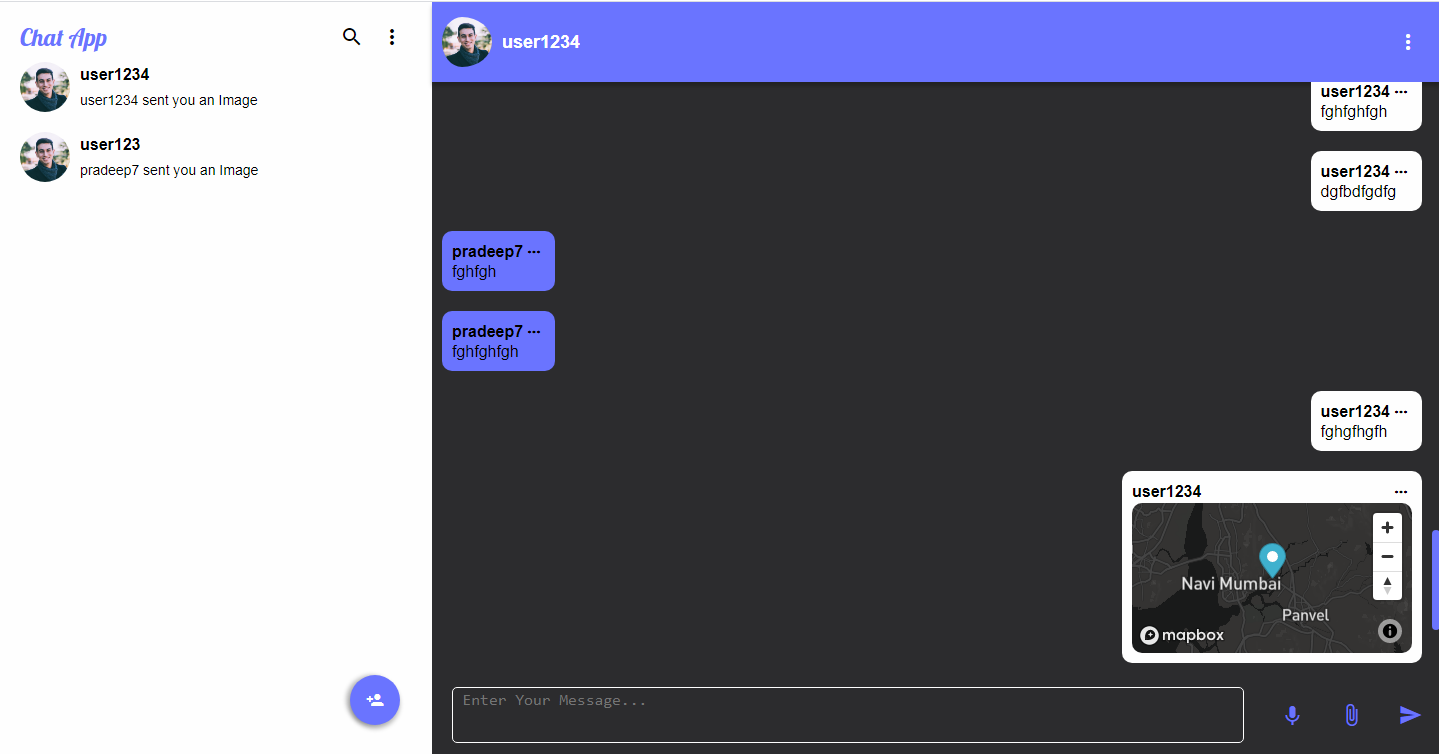 Chat App
user1234
user1234 sent you an Image
user123
pradeep7 sent you an Image
user1234
user1234 ...
fghfghfgh
user1234 ...
dgfbdfgdfg
pradeep7 ...
fghfgh
pradeep7 ...
fghfghfgh
user1234 ...
fghgfhgfh
user1234 ...
Navi Mumbai
Panvel
mapbox
Enter Your Message...